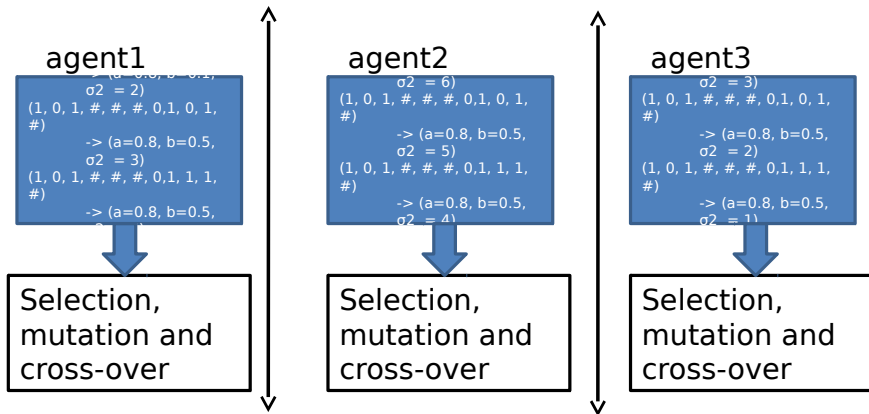 agent1
-> (a=0.8, b=0.1,
σ2 = 2)
(1, 0, 1, #, #, #, 0,1, 0, 1,
#)
-> (a=0.8, b=0.5,
σ2 = 3)
(1, 0, 1, #, #, #, 0,1, 1, 1,
#)
-> (a=0.8, b=0.5,
Selection,
mutation and
cross-over
agent2
σ2 = 6)
(1, 0, 1, #, #, #, 0,1, 0, 1,
#)
-> (a=0.8, b=0.5,
σ2 = 5)
(1, 0, 1, #, #, #, 0,1, 1, 1,
#)
-> (a=0.8, b=0.5,
σ2 = 4)
Selection,
mutation and
cross-over
agent3
σ2 = 3)
(1, 0, 1, #, #, #, 0,1, 0, 1,
#)
-> (a=0.8, b=0.5,
σ2 = 2)
(1, 0, 1, #, #, #, 0,1, 1, 1,
#)
-> (a=0.8, b=0.5,
σ2 = 1)
Selection,
mutation and
cross-over